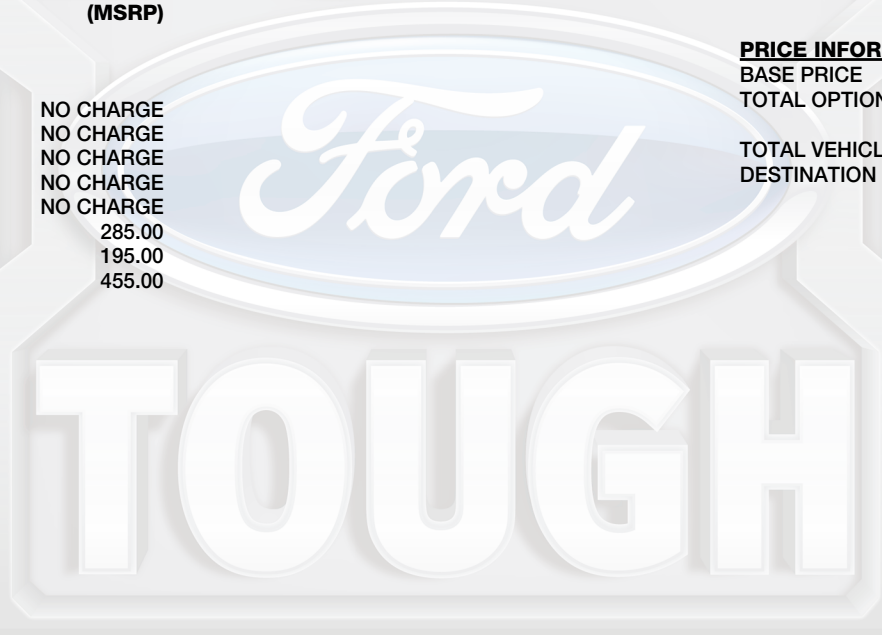 (MSRP)
NO CHARGE
NO CHARGE
NO CHARGE
NO CHARGE
NO CHARGE
285.00
195.00
455.00
PRICE INFOR
BASE PRICE
TOTAL OPTION
TOTAL VEHICL
DESTINATION
Ford
TOUGH